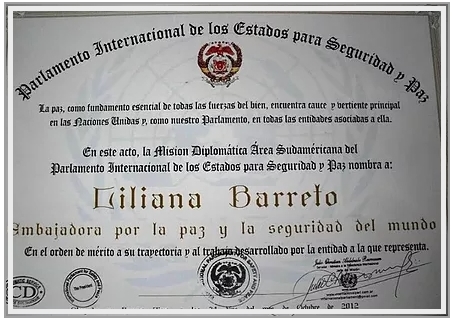 Parlamento Internacional de los Estados para Seguridad y Paz
La paz, como fundamento esencial de todas las fuerzas del bien, encuentra cauce y vertiente principal
en las Naciones Unidas y, como nuestro Parlamento, en todas las entidades asociadas a ella.
En este acto, la Mision Diplomática Área Sudaméricana del
Parlamento Internacional de los Estados para Seguridad y Paz nombra a:
Liliana Barreto
Embajadora por la paz y la seguridad del mundo
En el orden de mérito a su trayectoria y al trabajo desarrollado por la entidad a la que representa.
The President
CD
de Octubre de 2012